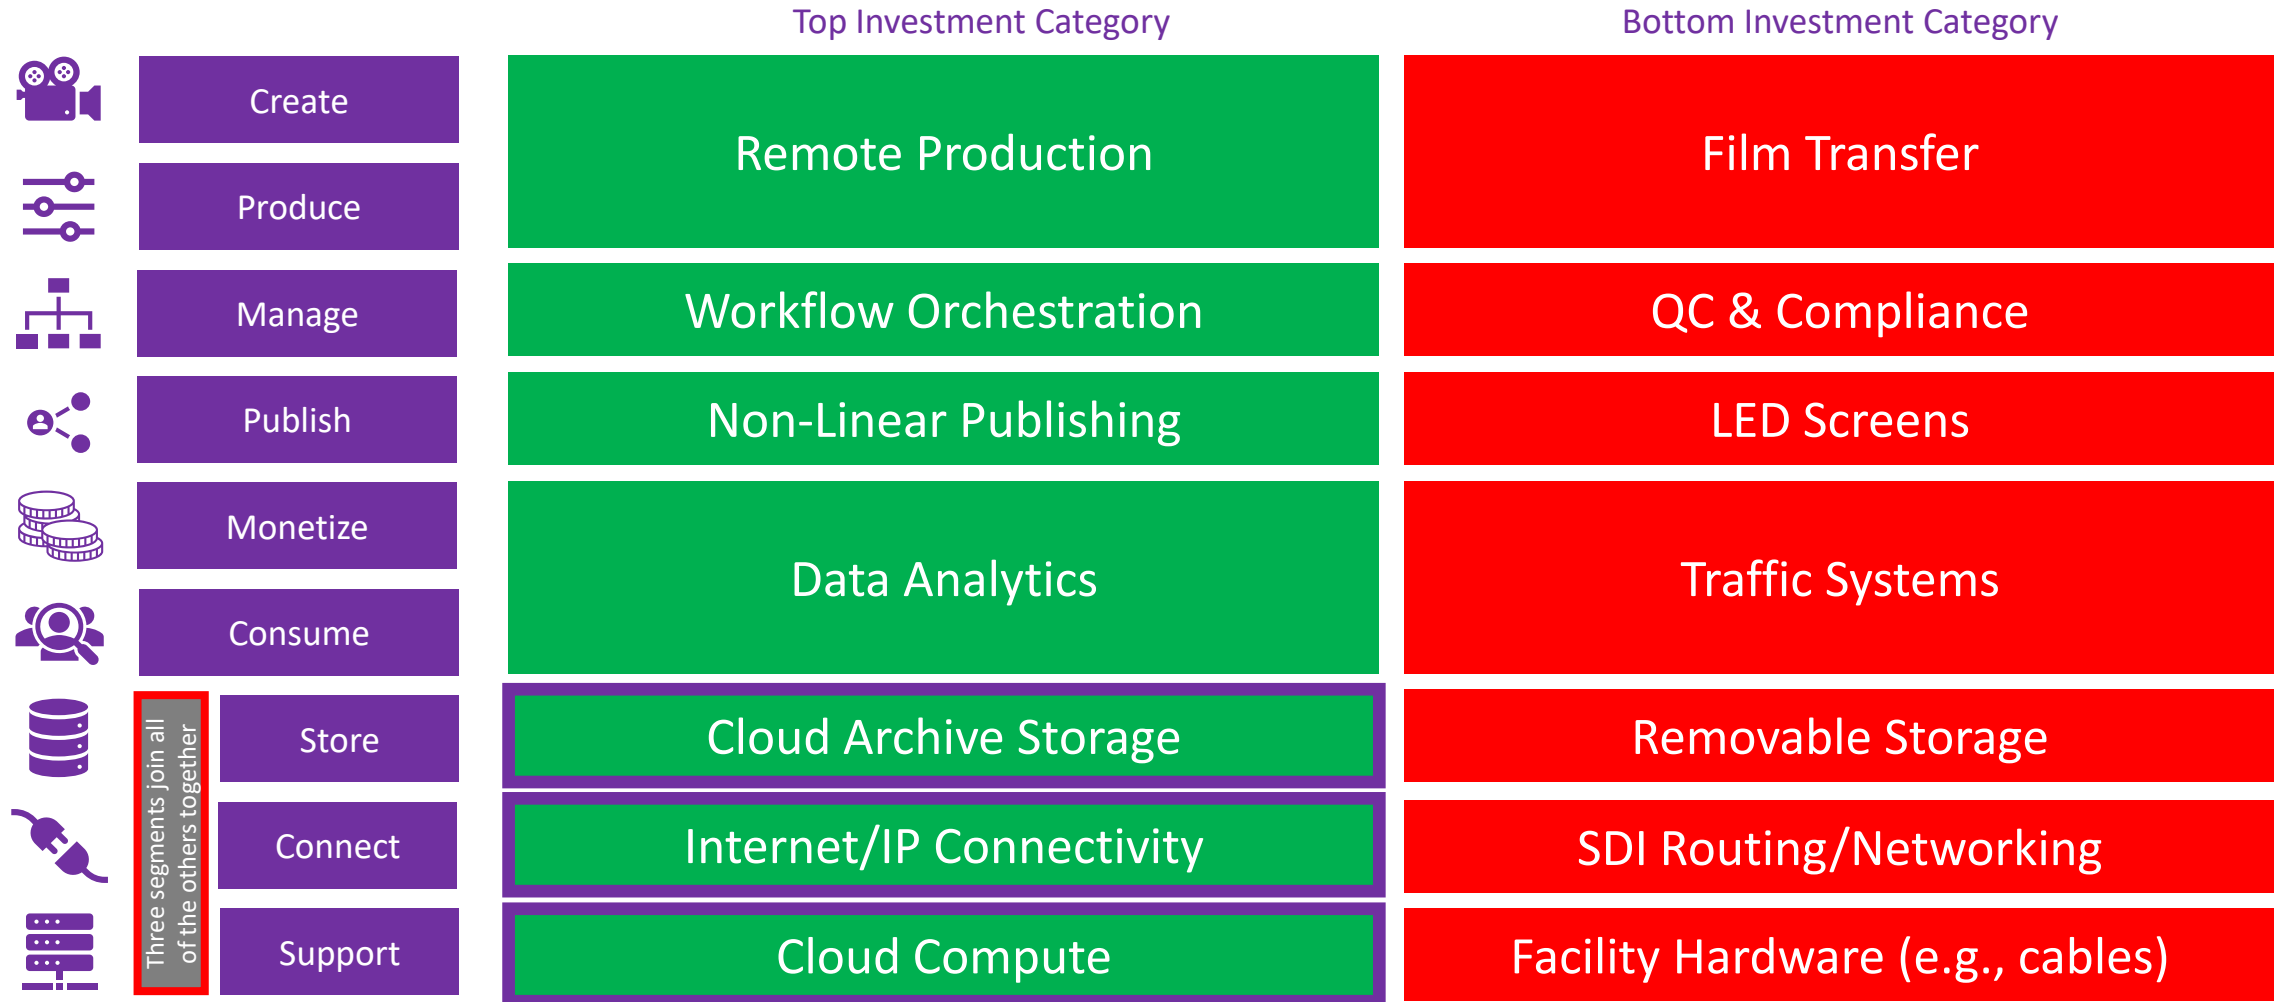 Top Investment Category
Bottom Investment Category
Create
Produce
Remote Production
Film Transfer
Manage
Workflow Orchestration
QC & Compliance
Publish
Non-Linear Publishing
LED Screens
Monetize
Consume
Data Analytics
Traffic Systems
Three segments join all
of the others together
Store
Cloud Archive Storage
Removable Storage
Connect
Internet/IP Connectivity
SDI Routing/Networking
Support
Cloud Compute
Facility Hardware (e.g., cables)